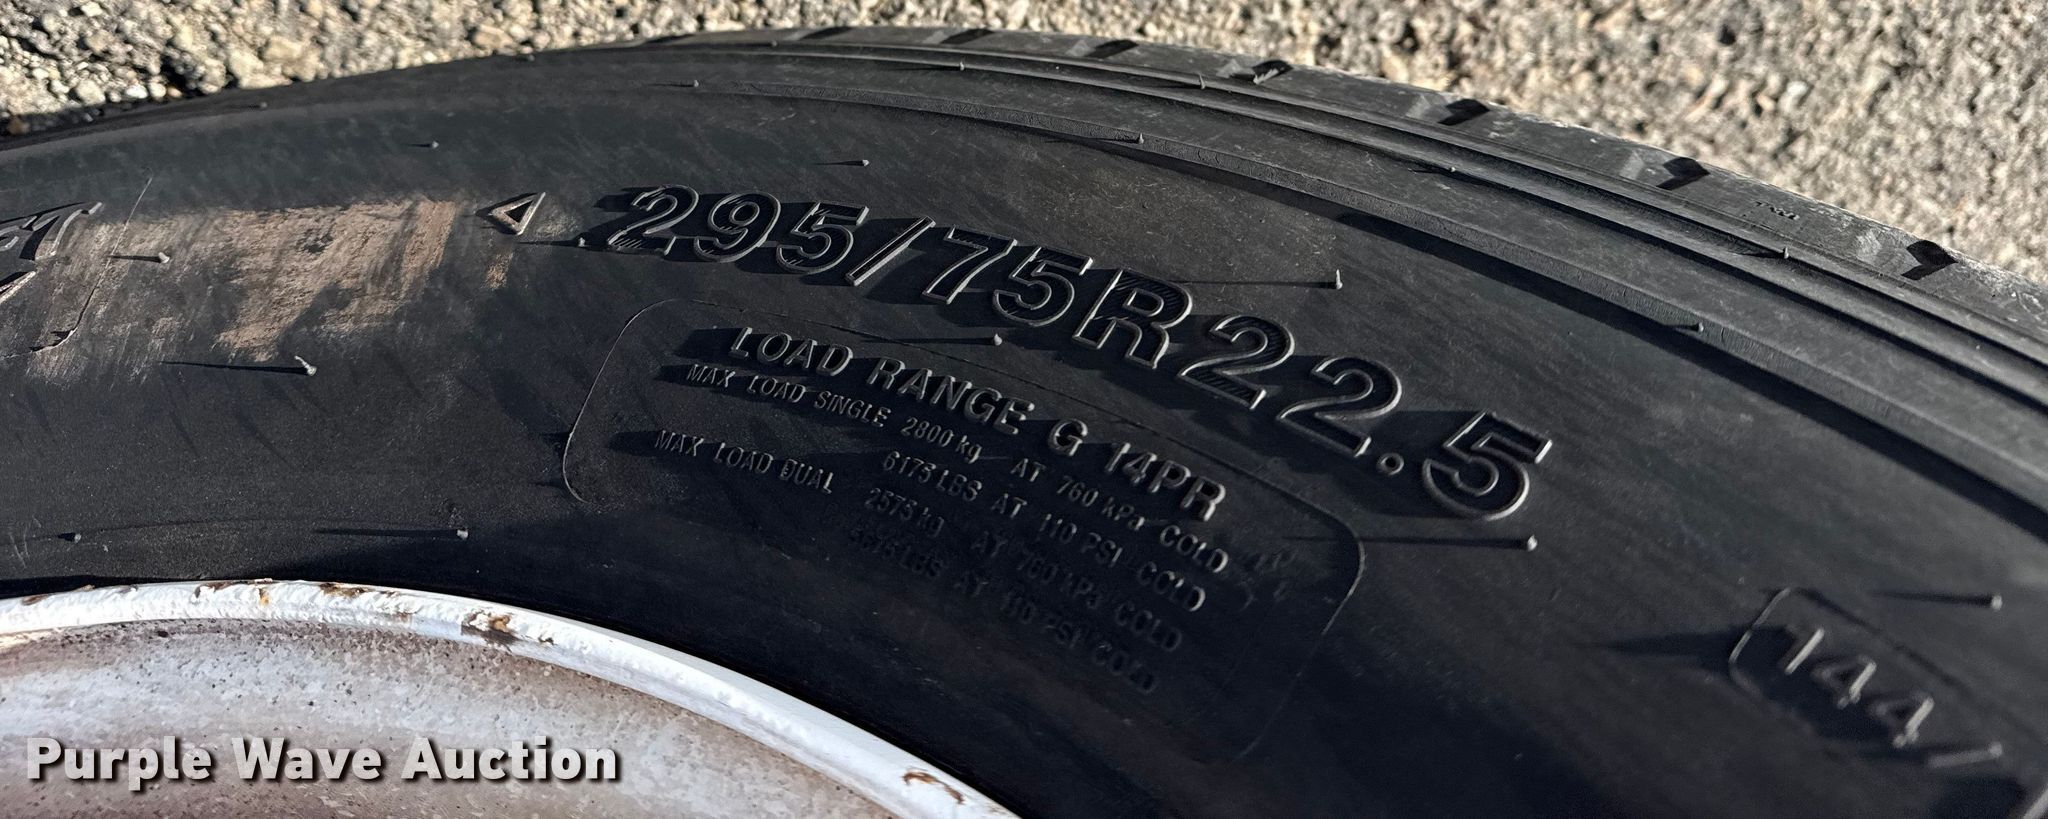 295/75R22.5
LOAD RANGE G 14PR
MAX LOAD SINGLE 2800 kg AT 760 kPa COLD
6175 LBS AT 110 PSI COLD
MAX LOAD DUAL 2575 kg AT 760 kPa COLD
5675 LBS AT 110 PSI COLD
144/
Purple Wave Auction